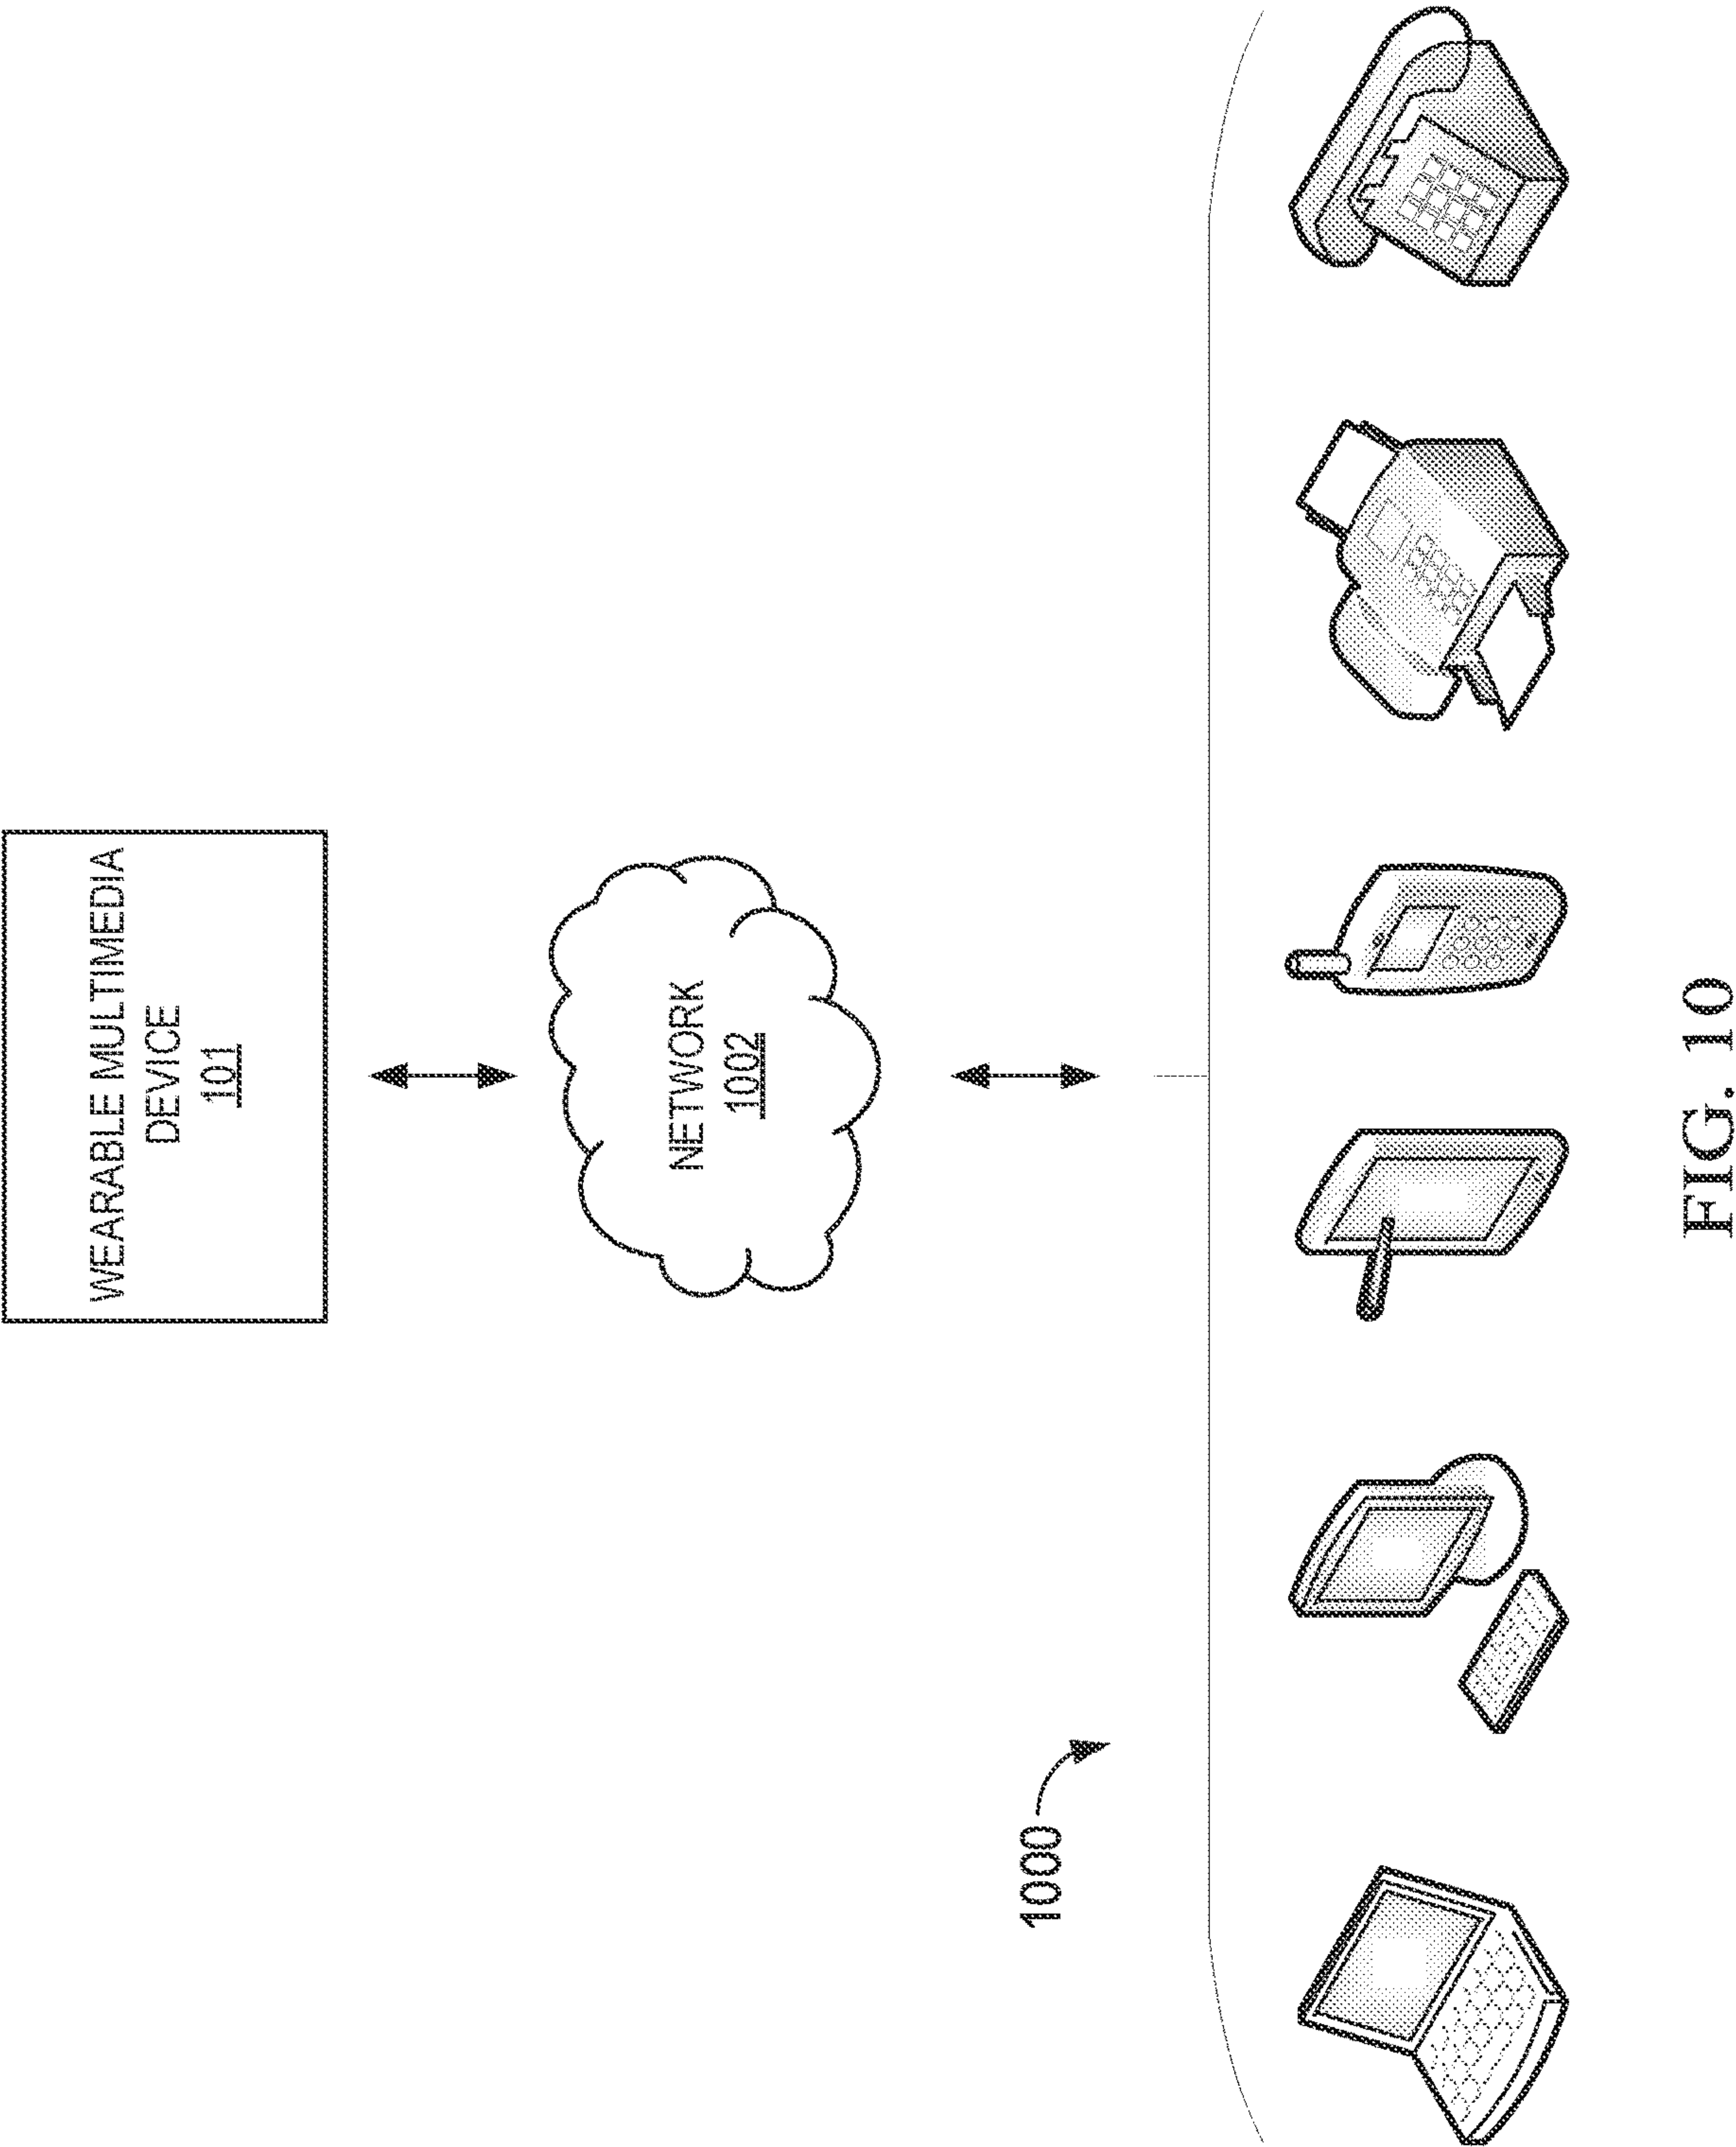 WEARABLE MULTIMEDIA
DEVICE
101
NETWORK
1002
1000
FIG. 10